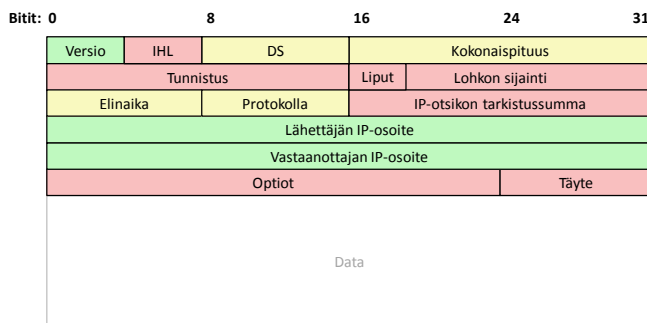 Bitit: 0 8 16 24 31
Versio IHL DS Kokonaispituus
Tunnistus Liput Lohkon sijainti
Elinaika Protokolla IP-otsikon tarkistussumma
Lähettäjän IP-osoite
Vastaanottajan IP-osoite
Optiot Täyte
Data